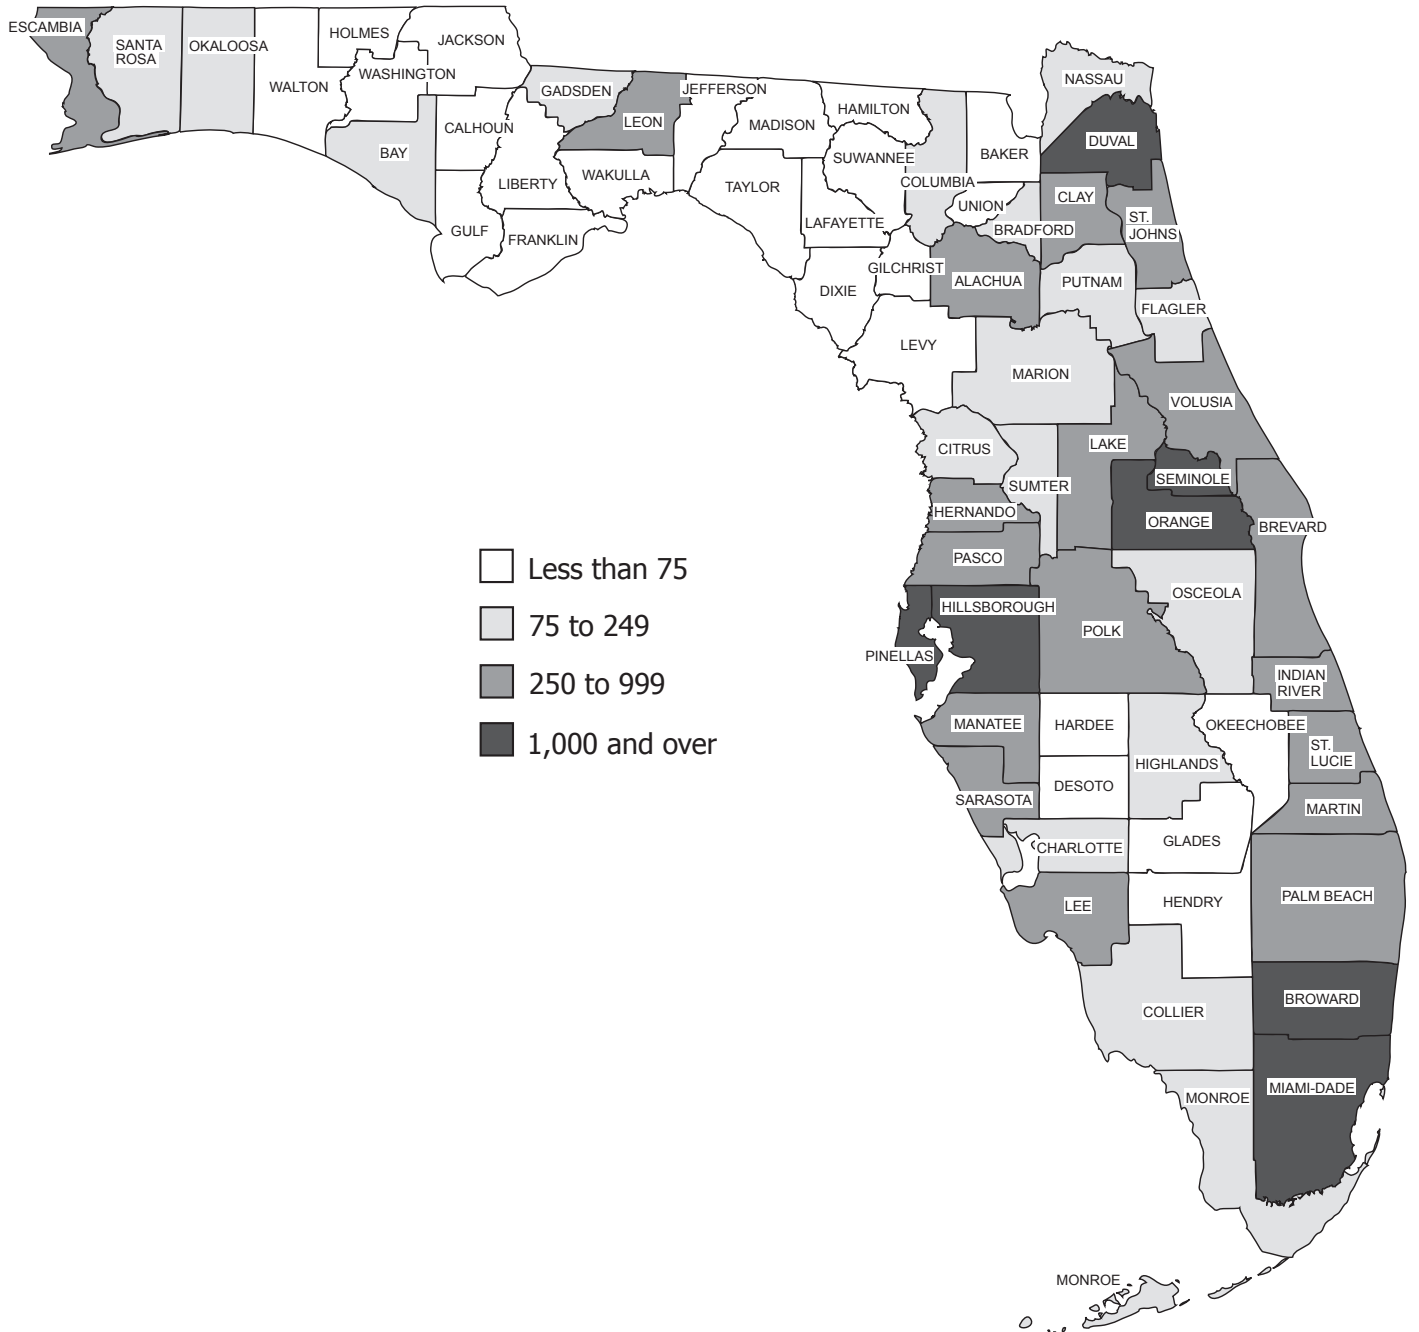 ESCAMBIA
SANTA
ROSA
OKALOOSA
WALTON
HOLMES
WASHINGTON
JACKSON
BAY
CALHOUN
GULF
LIBERTY
FRANKLIN
GADSDEN
LEON
WAKULLA
JEFFERSON
MADISON
TAYLOR
HAMILTON
SUWANNEE
LAFAYETTE
DIXIE
COLUMBIA
GILCHRIST
BAKER
UNION
BRADFORD
ALACHUA
LEVY
NASSAU
DUVAL
CLAY
ST.
JOHNS
PUTNAM
FLAGLER
MARION
VOLUSIA
CITRUS
SUMTER
LAKE
SEMINOLE
ORANGE
BREVARD
HERNANDO
PASCO
PINELLAS
HILLSBOROUGH
POLK
OSCEOLA
INDIAN
RIVER
MANATEE
HARDEE
HIGHLANDS
OKEECHOBEE
ST.
LUCIE
SARASOTA
DESOTO
MARTIN
CHARLOTTE
GLADES
LEE
HENDRY
PALM BEACH
COLLIER
BROWARD
MONROE
MIAMI-DADE
MONROE
Less than 75
75 to 249
250 to 999
1,000 and over